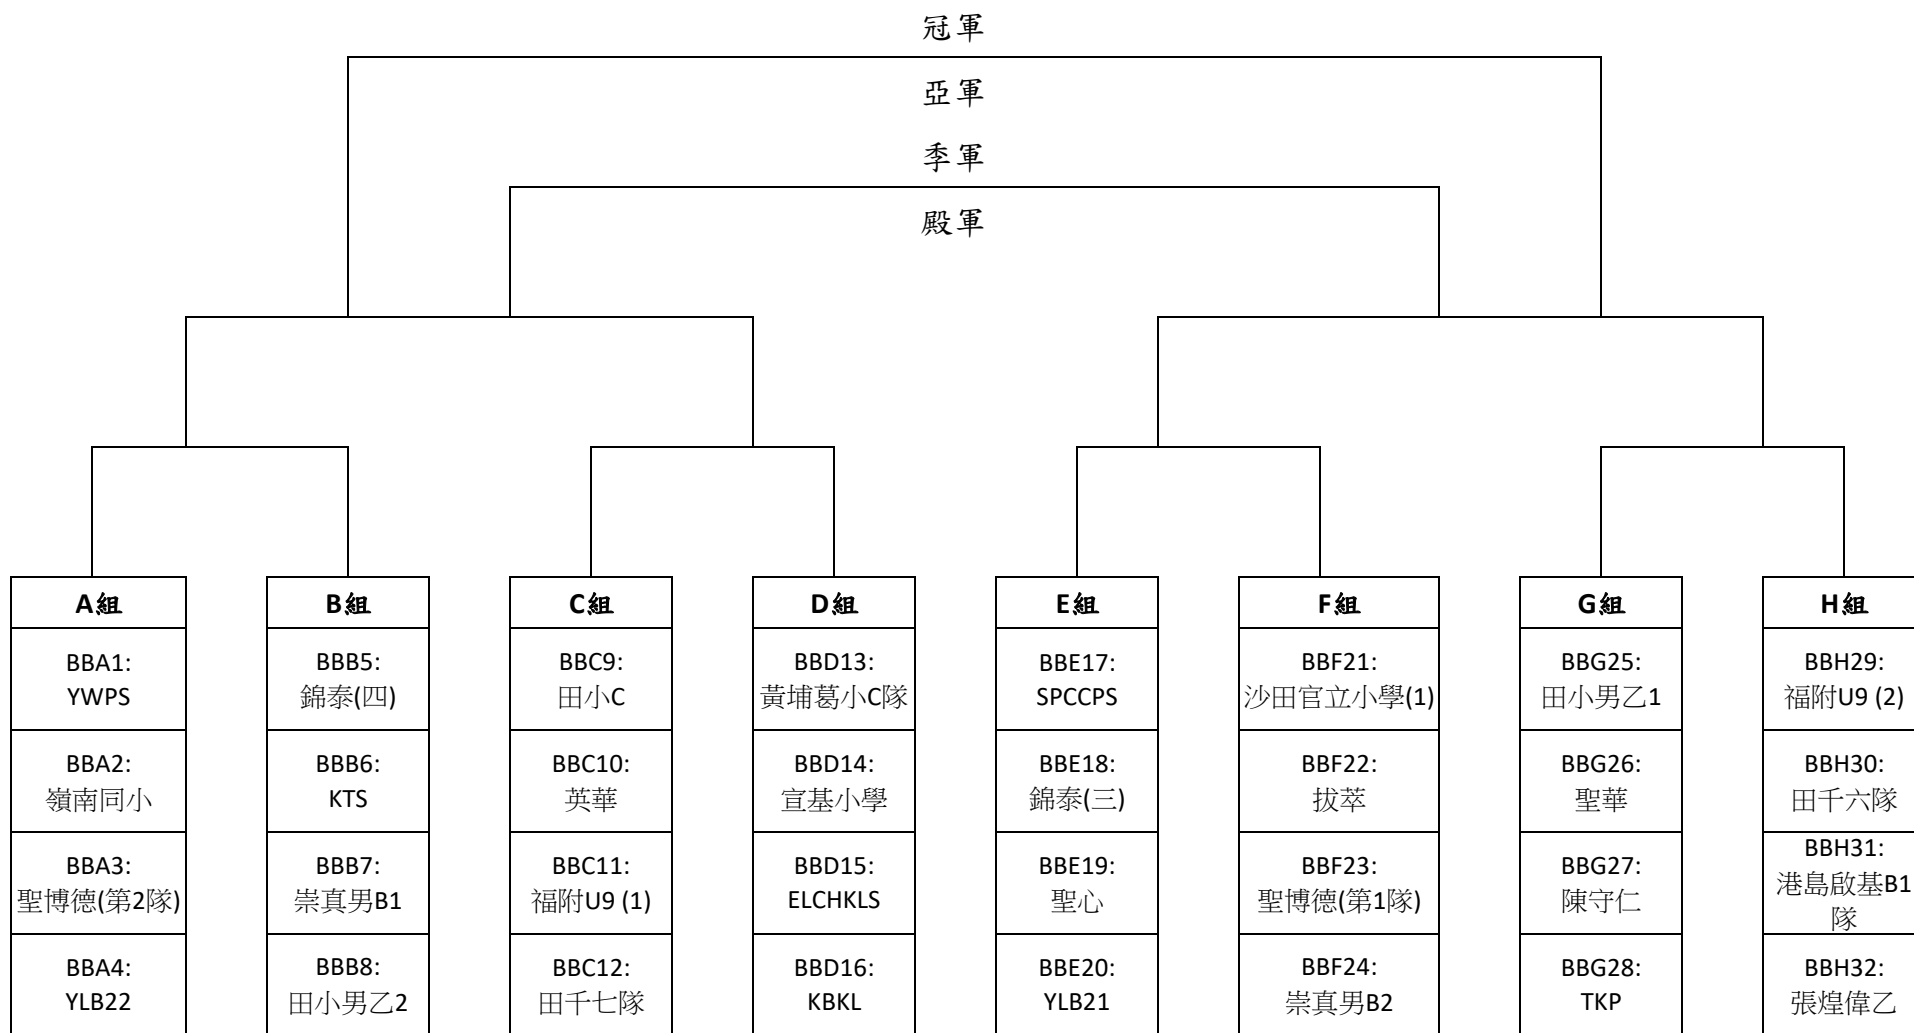 冠軍
亞軍
季軍
殿軍
A組
B組
C組
D組
E組
F組
G組
H組
BBA1:
YWPS
BBB5:
錦泰(四)
BBC9:
田小C
BBD13:
黃埔葛小C隊
BBE17:
SPCCPS
BBF21:
沙田官立小學(1)
BBG25:
田小男乙1
BBH29:
福附U9 (2)
BBA2:
嶺南同小
BBB6:
KTS
BBC10:
英華
BBD14:
宣基小學
BBE18:
錦泰(三)
BBF22:
拔萃
BBG26:
聖華
BBH30:
田千六隊
BBA3:
聖博德(第2隊)
BBB7:
崇真男B1
BBC11:
福附U9 (1)
BBD15:
ELCHKLS
BBE19:
聖心
BBF23:
聖博德(第1隊)
BBG27:
陳守仁
BBH31:
港島啟基B1
隊
BBA4:
YLB22
BBB8:
田小男乙2
BBC12:
田千七隊
BBD16:
KBKL
BBE20:
YLB21
BBF24:
崇真男B2
BBG28:
TKP
BBH32:
張煌偉乙